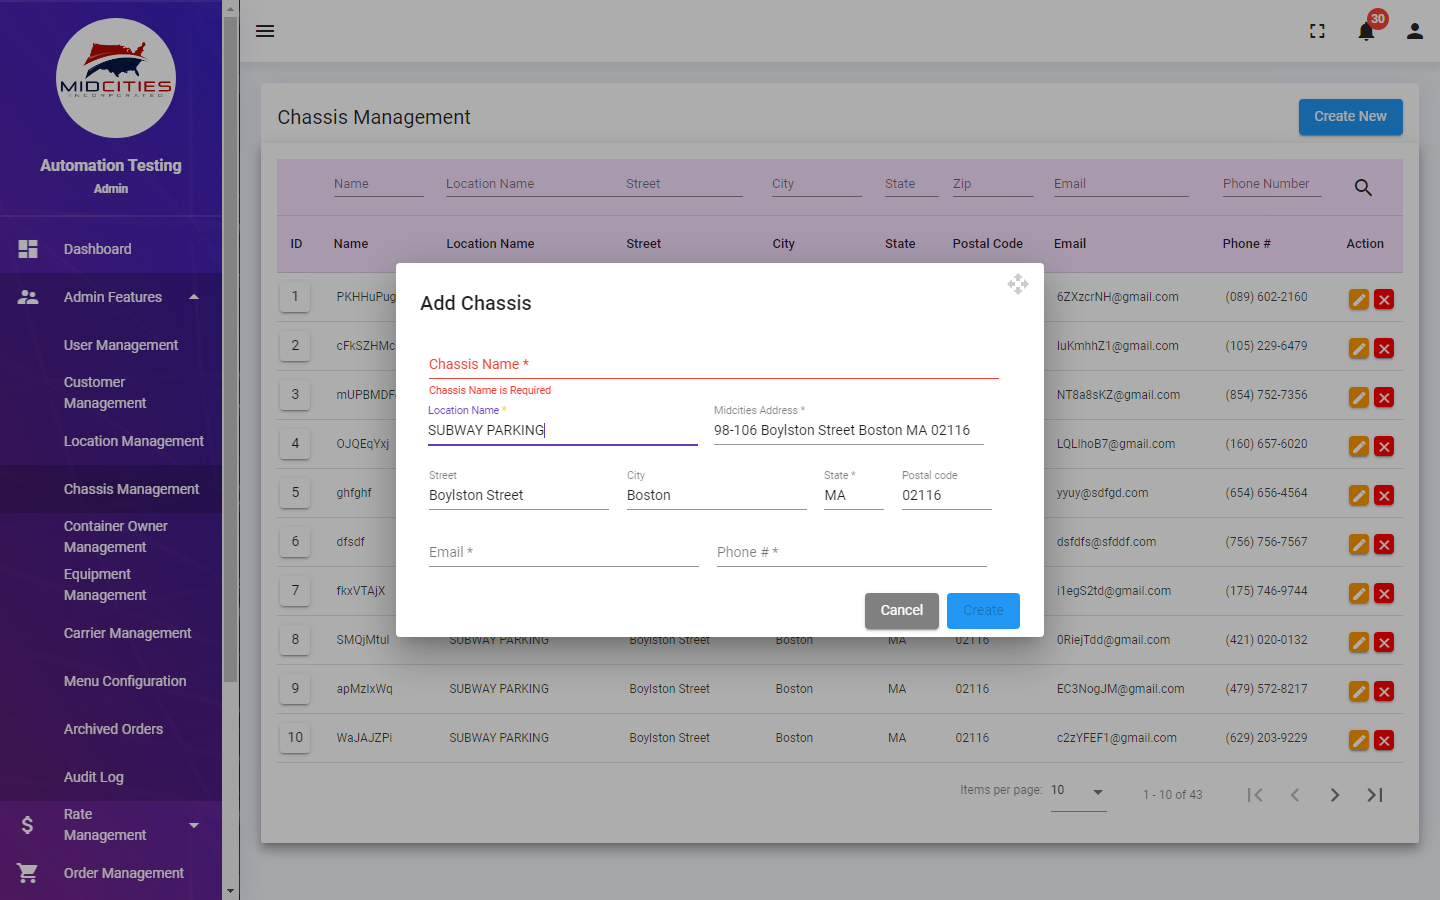 MIDCITIES
INCORPORATED
Automation Testing
Admin
Dashboard
Admin Features
User Management
Customer
Management
Location Management
Chassis Management
Container Owner
Management
Equipment
Management
Carrier Management
Menu Configuration
Archived Orders
Audit Log
Rate
Management
Order Management
30
Chassis Management
Create New
Name Location Name Street City State Zip Email Phone Number
ID Name Location Name Street City State Postal Code Email Phone # Action
1 PKHHuPug 6ZXzcrNH@gmail.com (089) 602-2160
2 cFkSZHMc luKmhhZ1@gmail.com (105) 229-6479
3 mUPBMDF NT8a8sKZ@gmail.com (854) 752-7356
4 OJQEqYxj LQLlhoB7@gmail.com (160) 657-6020
5 ghfghf yyuy@sdfgd.com (654) 656-4564
6 dfsdf dsfdfs@sfddf.com (756) 756-7567
7 fkxVTAjX i1egS2td@gmail.com (175) 746-9744
8 SMQjMtul SUBWAY PARKING Boylston Street Boston MA 02116 0RiejTdd@gmail.com (421) 020-0132
9 apMzlxWq SUBWAY PARKING Boylston Street Boston MA 02116 EC3NogJM@gmail.com (479) 572-8217
10 WaJAJZPi SUBWAY PARKING Boylston Street Boston MA 02116 c2zYFEF1@gmail.com (629) 203-9229
Items per page: 10 1 - 10 of 43
Add Chassis
Chassis Name *
Chassis Name is Required
Location Name * Midcities Address *
SUBWAY PARKING 98-106 Boylston Street Boston MA 02116
Street City State * Postal code
Boylston Street Boston MA 02116
Email * Phone # *
Cancel Create